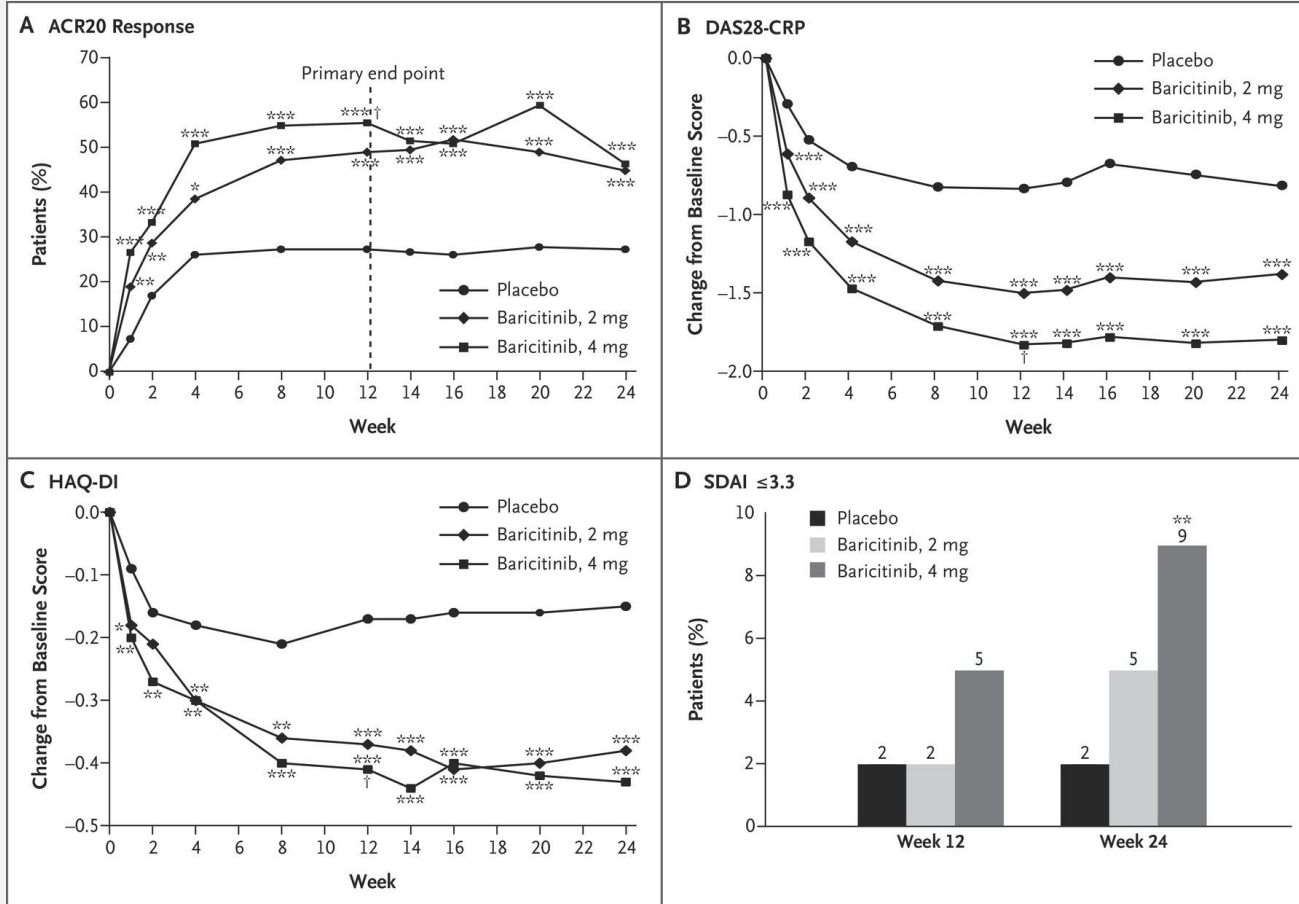 A ACR20 Response
70
60
50
40
30
20
10
0
Patients (%)
Primary end point
*** *** *** *** ***† *** *** *** ***
** ** * *** *** *** *** *** ***
**
Placebo
Baricitinib, 2 mg
Baricitinib, 4 mg
0 2 4 6 8 10 12 14 16 18 20 22 24
Week
B DAS28-CRP
0.0
−0.5
−1.0
−1.5
−2.0
Change from Baseline Score
Placebo
Baricitinib, 2 mg
Baricitinib, 4 mg
*** *** *** *** *** *** *** *** ***
*** *** *** *** *** *** *** *** ***
†
0 2 4 6 8 10 12 14 16 18 20 22 24
Week
C HAQ-DI
0.0
−0.1
−0.2
−0.3
−0.4
−0.5
Change from Baseline Score
Placebo
Baricitinib, 2 mg
Baricitinib, 4 mg
* ** ** *** *** *** *** ***
** ** ** *** *** *** *** *** ***
†
0 2 4 6 8 10 12 14 16 18 20 22 24
Week
D SDAI ≤3.3
10
8
6
4
2
0
Patients (%)
Placebo
Baricitinib, 2 mg
Baricitinib, 4 mg
2 2 5
2 5 9
**
Week 12 Week 24